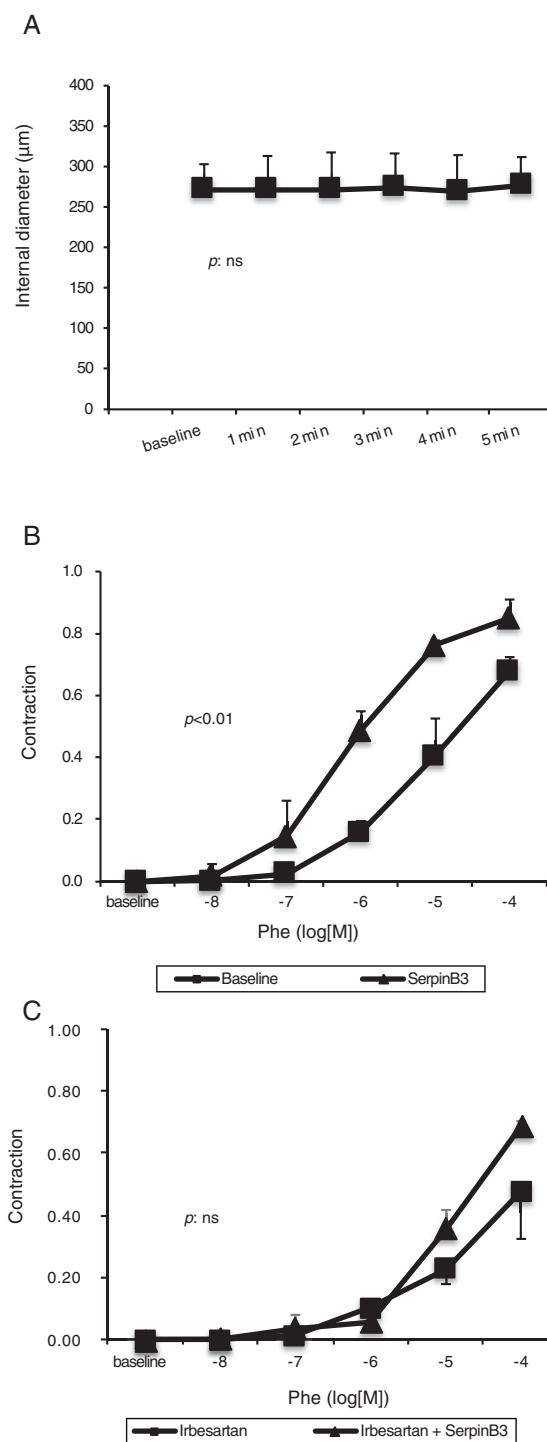 A
400
350
300
250
200
150
100
50
0
Internal diameter (μm)
p: ns
baseline 1 min 2 min 3 min 4 min 5 min
B
1.0
0.8
0.6
0.4
0.2
0.0
Contraction
p<0.01
baseline -8 -7 -6 -5 -4
Phe (log[M])
Baseline SerpinB3
C
1.00
0.80
0.60
0.40
0.20
0.00
Contraction
p: ns
baseline -8 -7 -6 -5 -4
Phe (log[M])
Irbesartan Irbesartan + SerpinB3